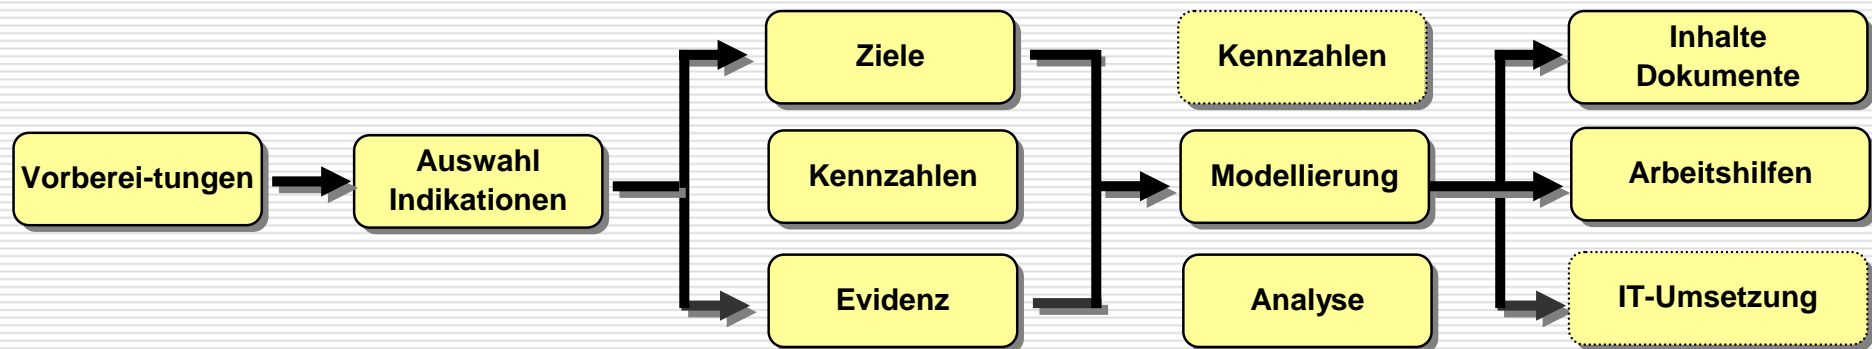 Vorberei-tungen
Auswahl
Indikationen
Ziele
Kennzahlen
Evidenz
Kennzahlen
Modellierung
Analyse
Inhalte
Dokumente
Arbeitshilfen
IT-Umsetzung